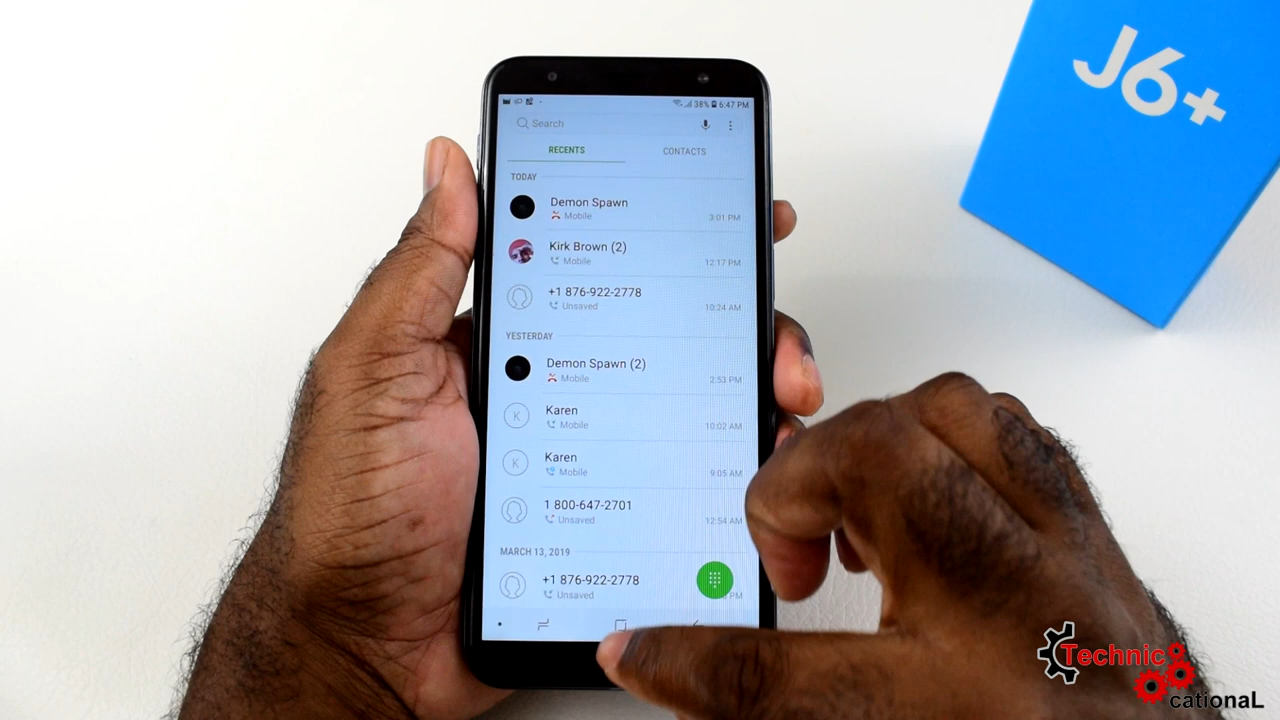 J6+
38% 6:47 PM
Search
RECENTS CONTACTS
TODAY
Demon Spawn
Mobile 3:01 PM
Kirk Brown (2)
Mobile 12:17 PM
+1 876-922-2778
Unsaved 10:24 AM
YESTERDAY
Demon Spawn (2)
Mobile 2:53 PM
K Karen
Mobile 10:02 AM
K Karen
Mobile 9:05 AM
1 800-647-2701
Unsaved 12:54 AM
MARCH 13, 2019
+1 876-922-2778
Unsaved PM
Technic
cationaL